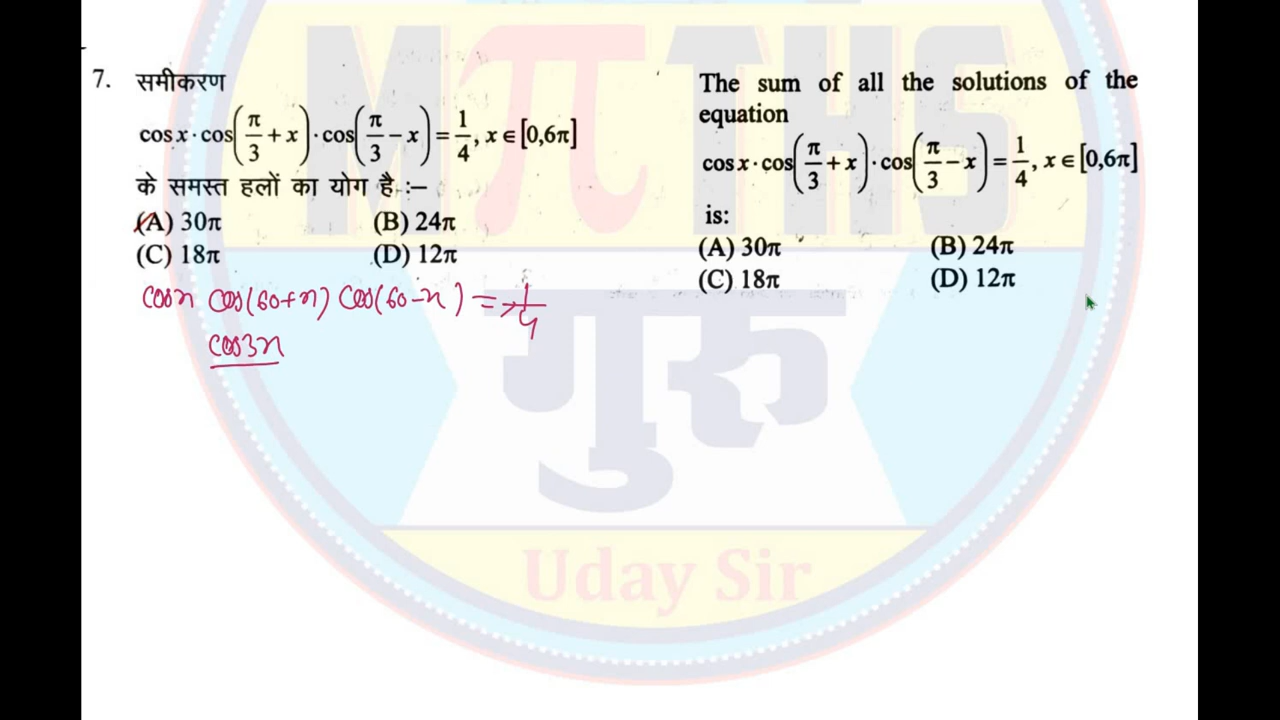 7. समीकरण
cos x · cos(π/3 + x) · cos(π/3 − x) = 1/4, x ∈ [0,6π]
के समस्त हलों का योग है :–
(A) 30π (B) 24π
(C) 18π (D) 12π
cosx cos(60+x) cos(60-x) = 1/4
cos3x
The sum of all the solutions of the
equation
cos x · cos(π/3 + x) · cos(π/3 − x) = 1/4, x ∈ [0,6π]
is:
(A) 30π (B) 24π
(C) 18π (D) 12π
MπTHS
गुरु
Uday Sir